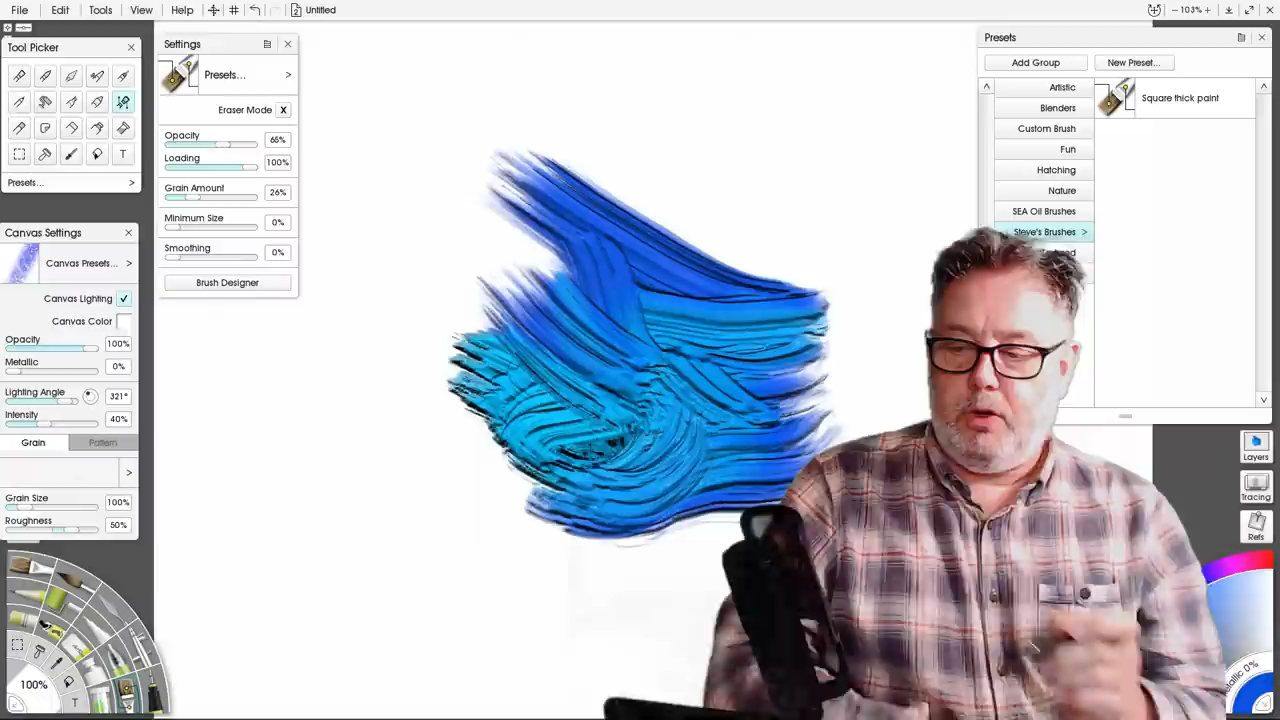 File Edit Tools View Help Untitled 103%
Tool Picker
Presets...
Canvas Settings
Canvas Presets...
Canvas Lighting
Canvas Color
Opacity 100%
Metallic 0%
Lighting Angle 321°
Intensity 40%
Grain Pattern
Grain Size 100%
Roughness 50%
100%
Settings
Presets...
Eraser Mode X
Opacity 65%
Loading 100%
Grain Amount 26%
Minimum Size 0%
Smoothing 0%
Brush Designer
Presets
Add Group New Preset...
Artistic
Blenders
Custom Brush
Fun
Hatching
Nature
SEA Oil Brushes
Steve's Brushes
Square thick paint
Layers
Tracing
Refs
Metallic 0%